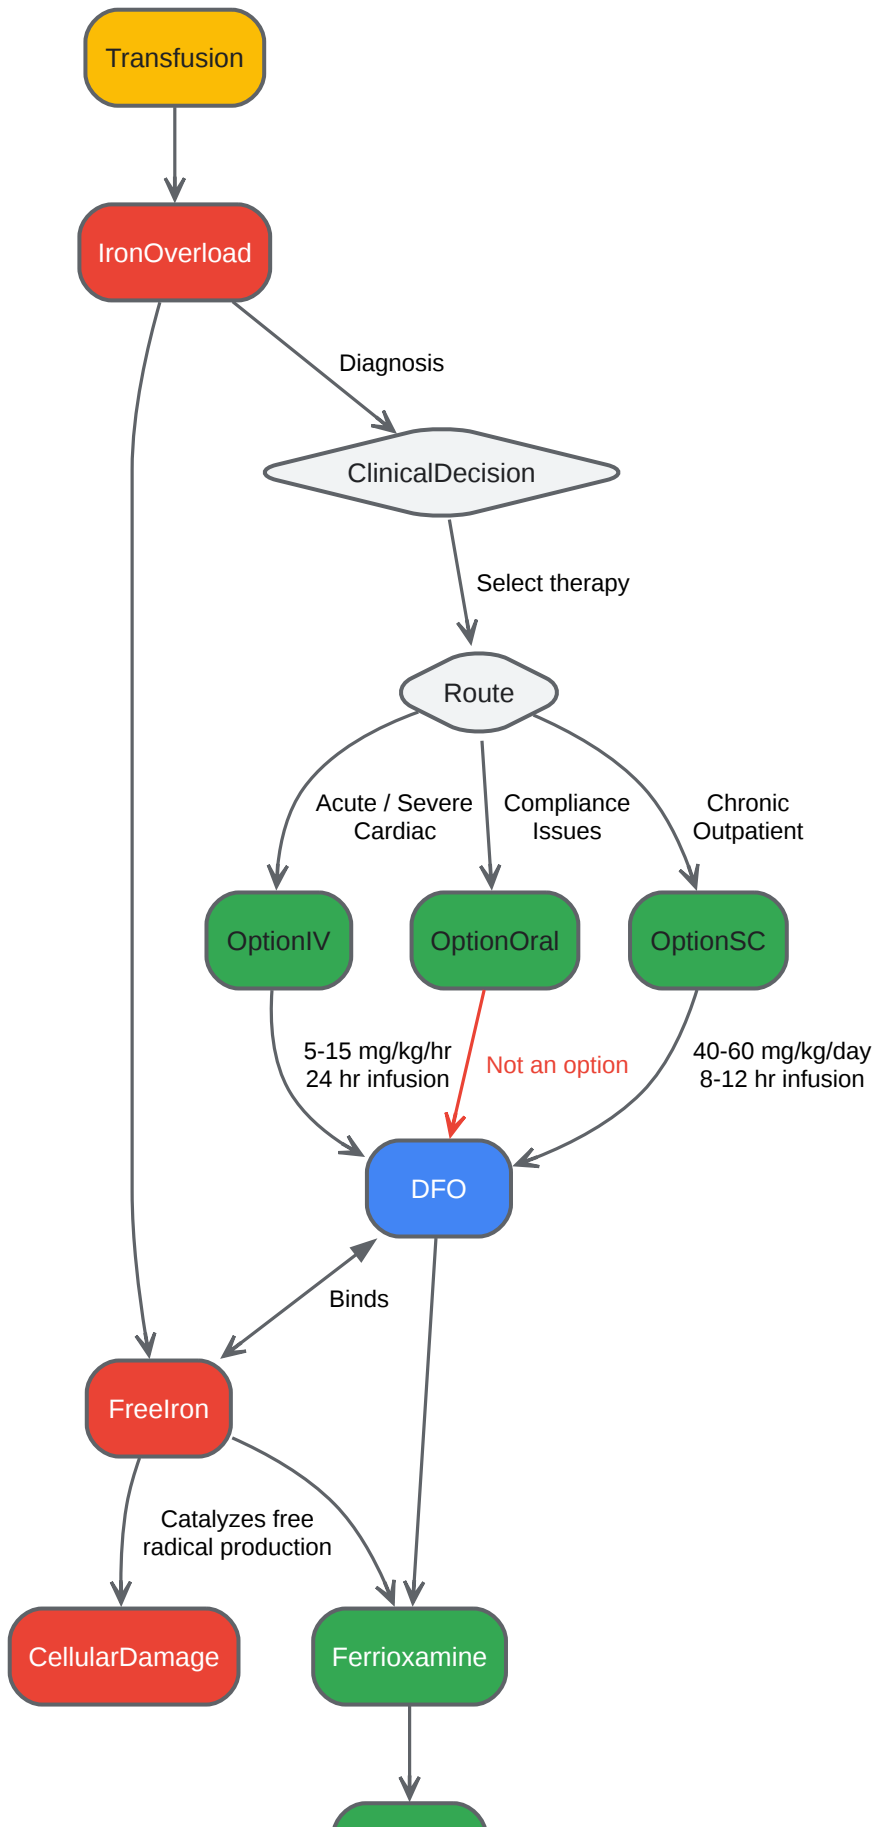 Transfusion
IronOverload
Diagnosis
ClinicalDecision
Select therapy
Route
Acute / Severe
Cardiac
Compliance
Issues
Chronic
Outpatient
OptionIV
OptionOral
OptionSC
5-15 mg/kg/hr
24 hr infusion
Not an option
40-60 mg/kg/day
8-12 hr infusion
DFO
Binds
FreeIron
Catalyzes free
radical production
CellularDamage
Ferrioxamine